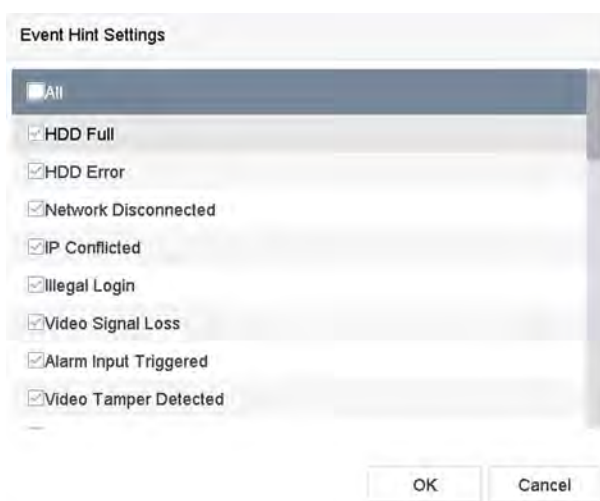 Event Hint Settings
All
HDD Full
HDD Error
Network Disconnected
IP Conflicted
Illegal Login
Video Signal Loss
Alarm Input Triggered
Video Tamper Detected
OK Cancel